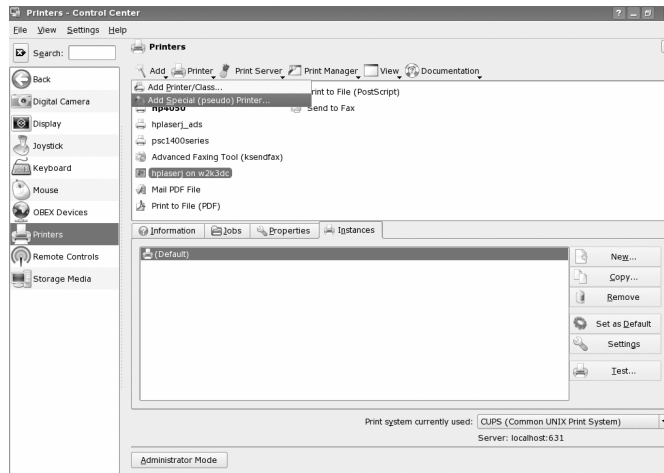 Printers - Control Center
File View Settings Help
Search:
Back
Digital Camera
Display
Joystick
Keyboard
Mouse
OBEX Devices
Printers
Remote Controls
Storage Media
Printers
Add Printer Print Server Print Manager View Documentation
Add Printer/Class...
Add Special (pseudo) Printer...
int to File (PostScript)
hp4050
Send to Fax
hplaserj_ads
psc1400series
Advanced Faxing Tool (ksendfax)
hplaserj on w2k3dc
Mail PDF File
Print to File (PDF)
Information Jobs Properties Instances
(Default)
New...
Copy...
Remove
Set as Default
Settings
Test...
Print system currently used: CUPS (Common UNIX Print System)
Server: localhost:631
Administrator Mode